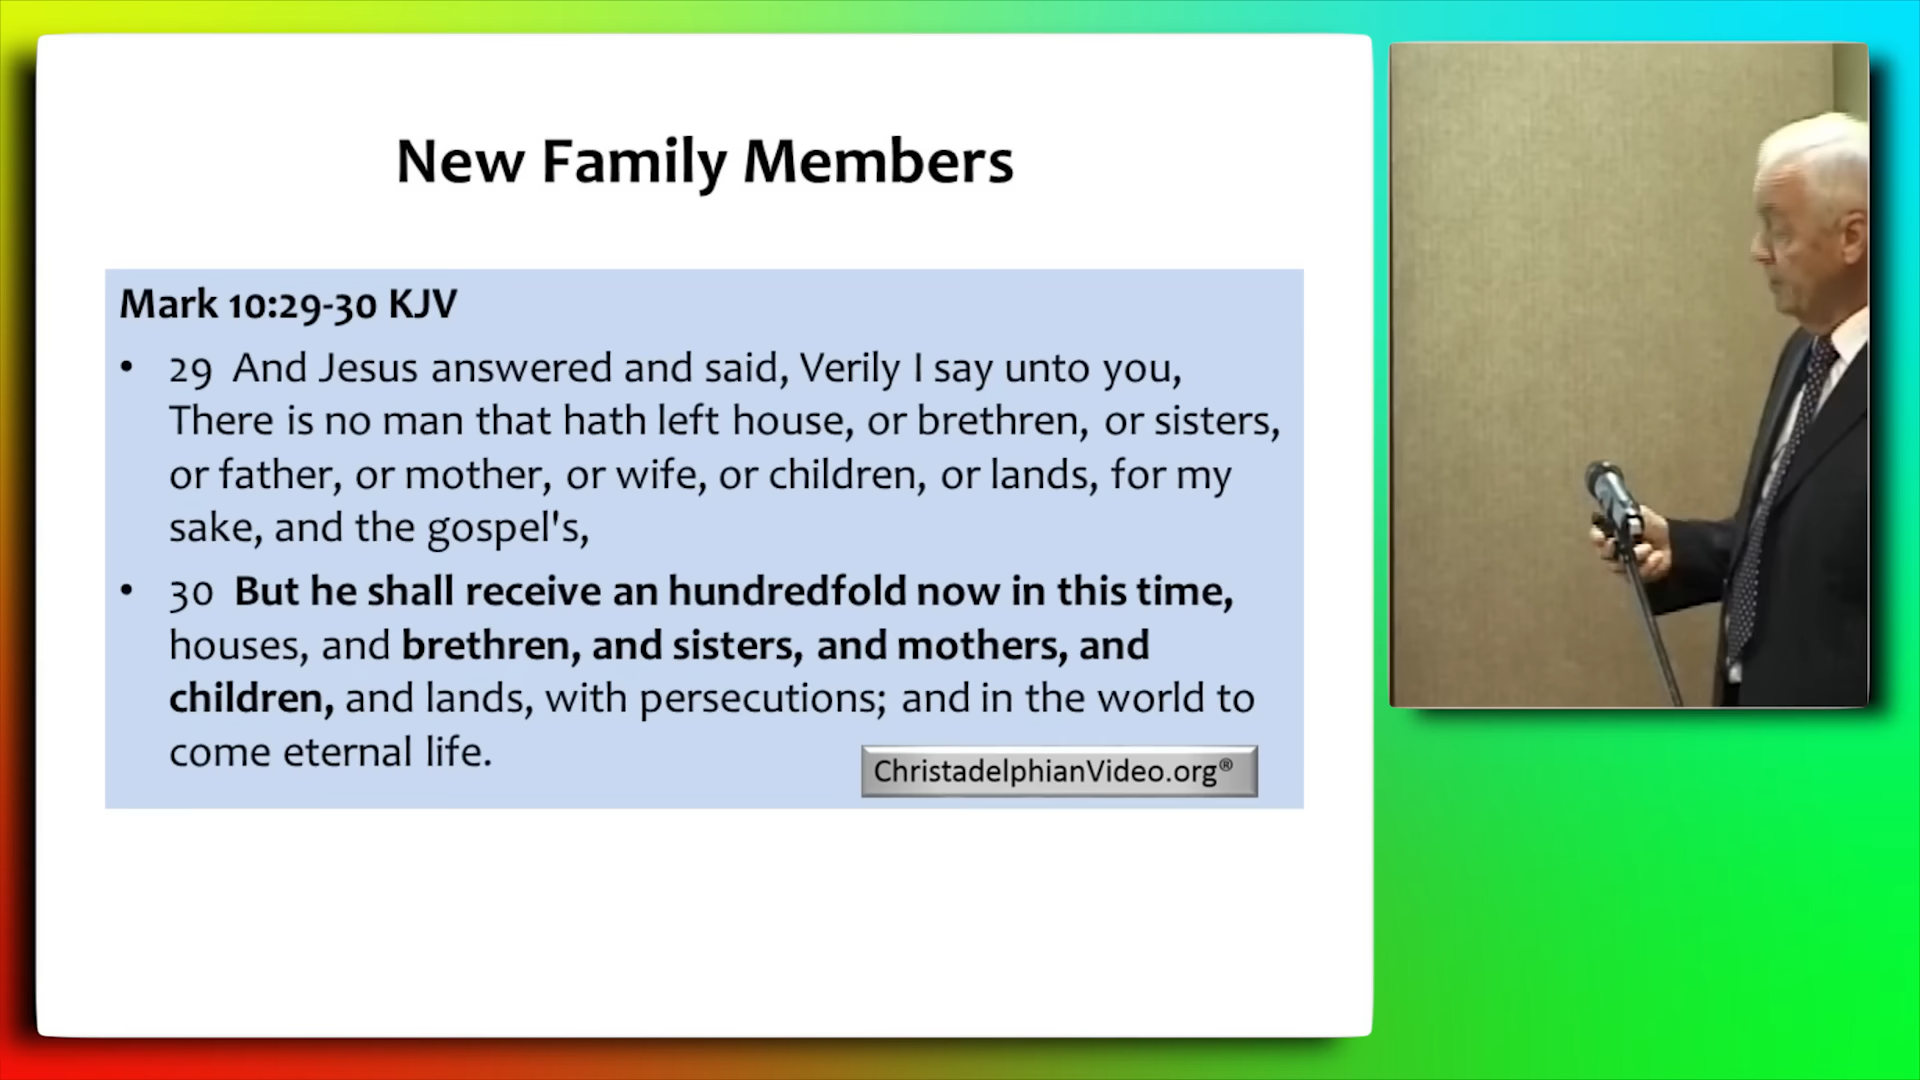 New Family Members
Mark 10:29-30 KJV
• 29 And Jesus answered and said, Verily I say unto you,
There is no man that hath left house, or brethren, or sisters,
or father, or mother, or wife, or children, or lands, for my
sake, and the gospel's,
• 30 But he shall receive an hundredfold now in this time,
houses, and brethren, and sisters, and mothers, and
children, and lands, with persecutions; and in the world to
come eternal life.
ChristadelphianVideo.org®